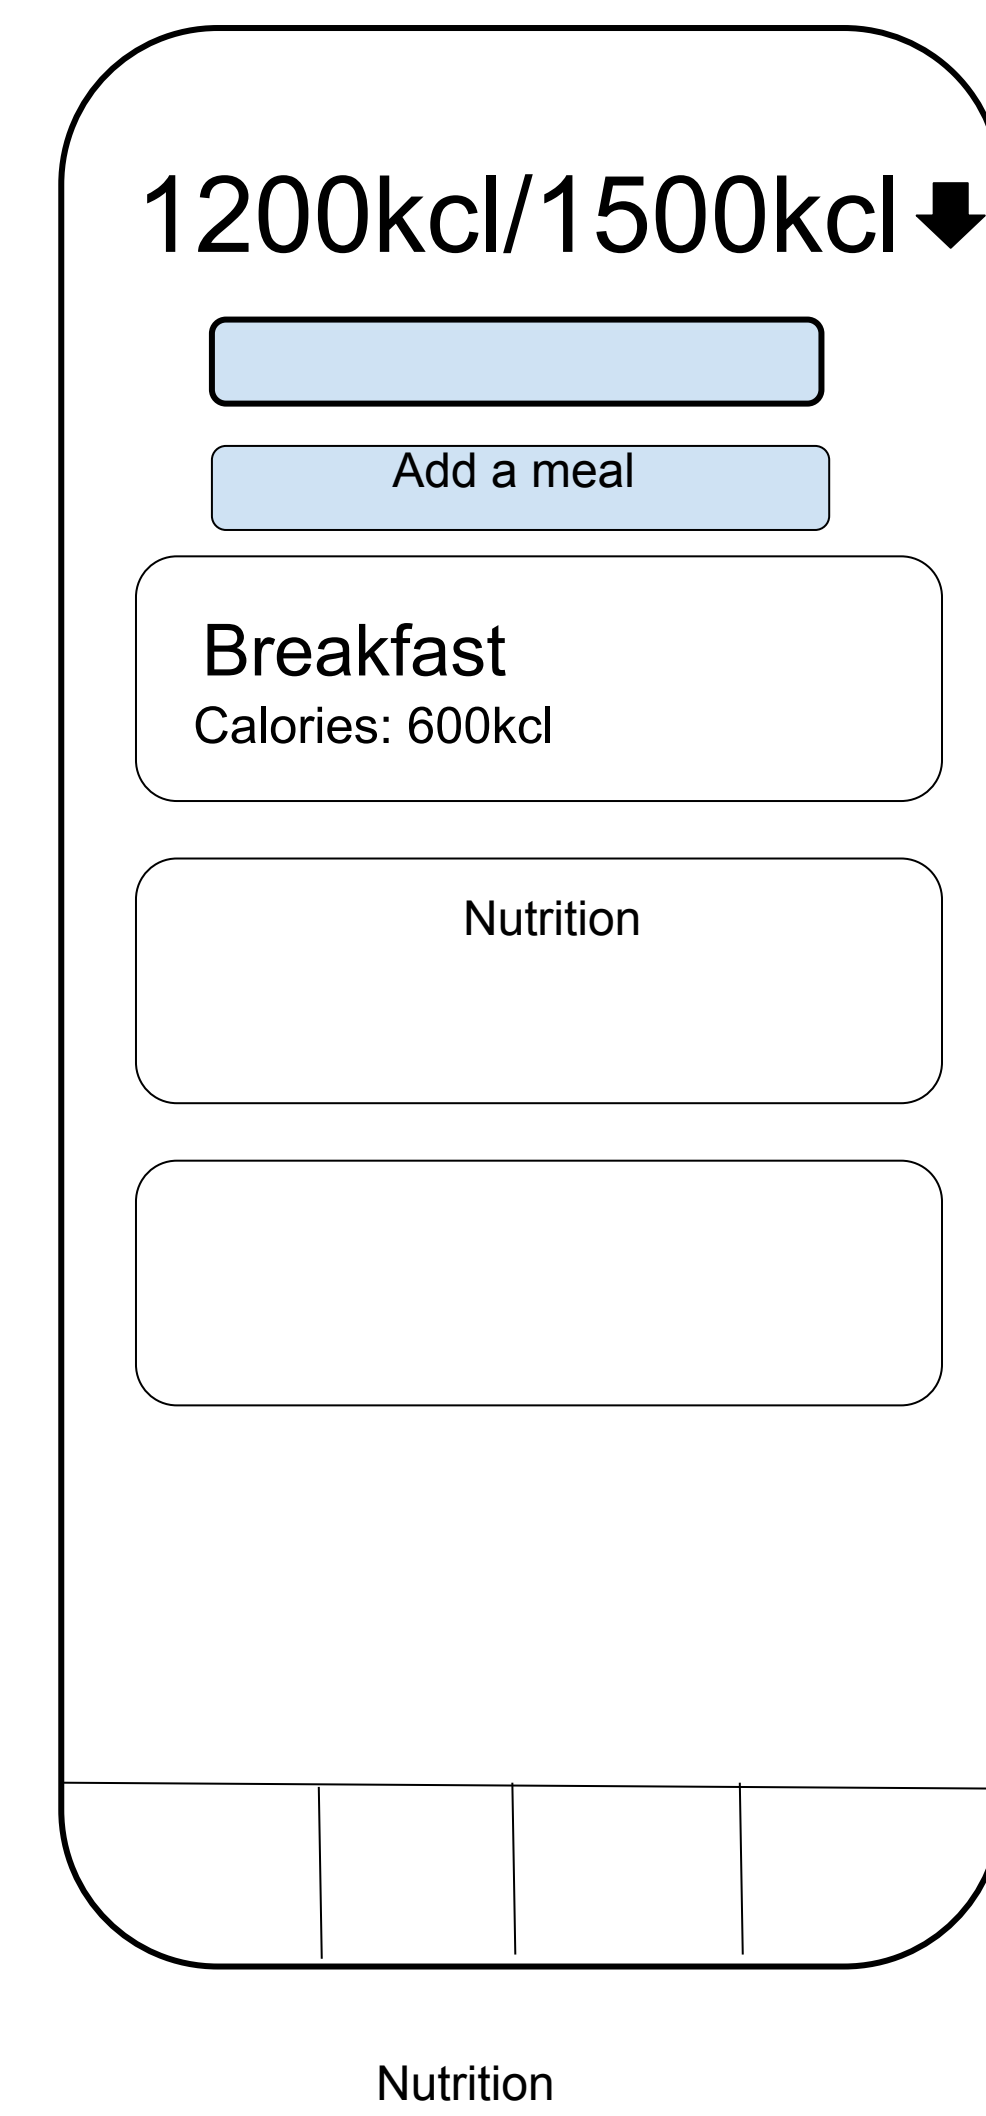 1200kcl/1500kcl
Add a meal
Breakfast
Calories: 600kcl
Nutrition
Nutrition